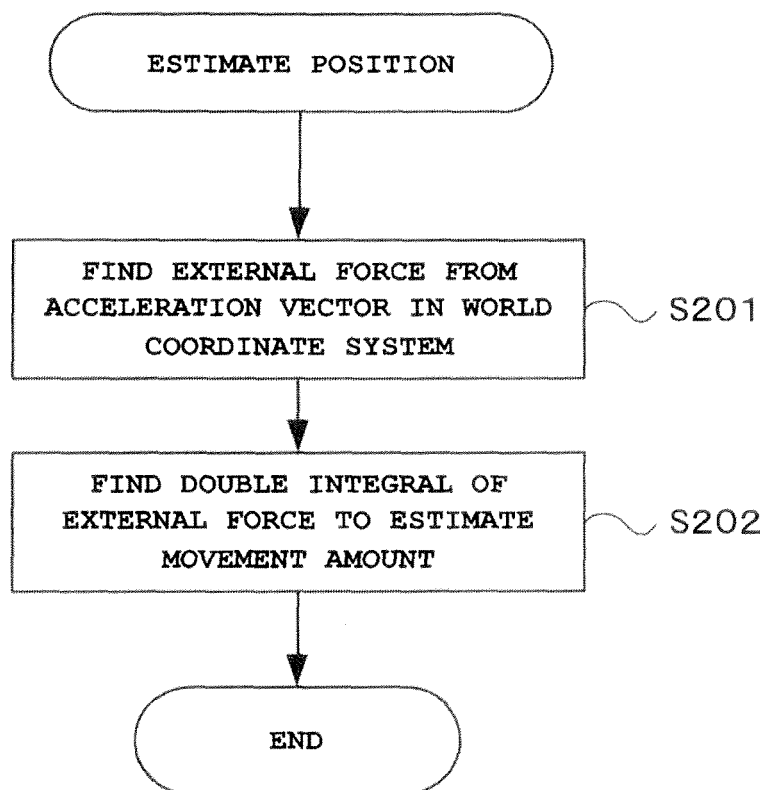 ESTIMATE POSITION
FIND EXTERNAL FORCE FROM
ACCELERATION VECTOR IN WORLD
COORDINATE SYSTEM
S201
FIND DOUBLE INTEGRAL OF
EXTERNAL FORCE TO ESTIMATE
MOVEMENT AMOUNT
S202
END